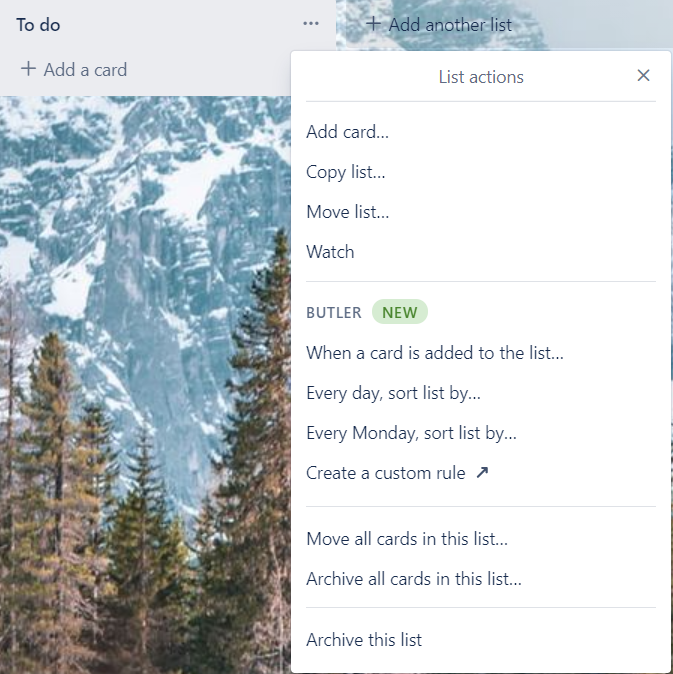 To do
Add a card
Add another list
List actions
Add card...
Copy list...
Move list...
Watch
BUTLER NEW
When a card is added to the list...
Every day, sort list by...
Every Monday, sort list by...
Create a custom rule
Move all cards in this list...
Archive all cards in this list...
Archive this list